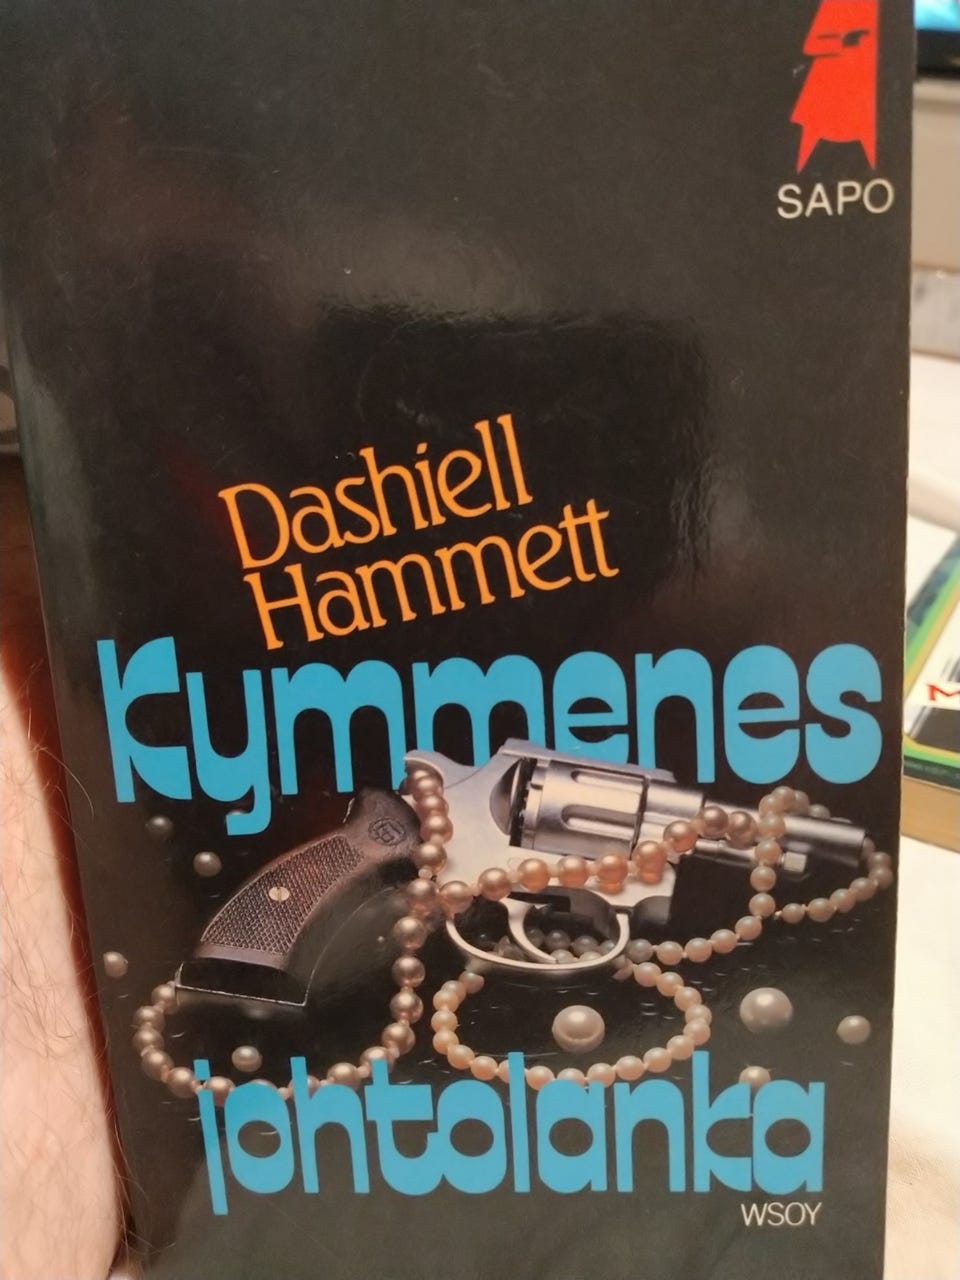 SAPO
Dashiell
Hammett
Kymmenes
johtolanka
WSOY
M